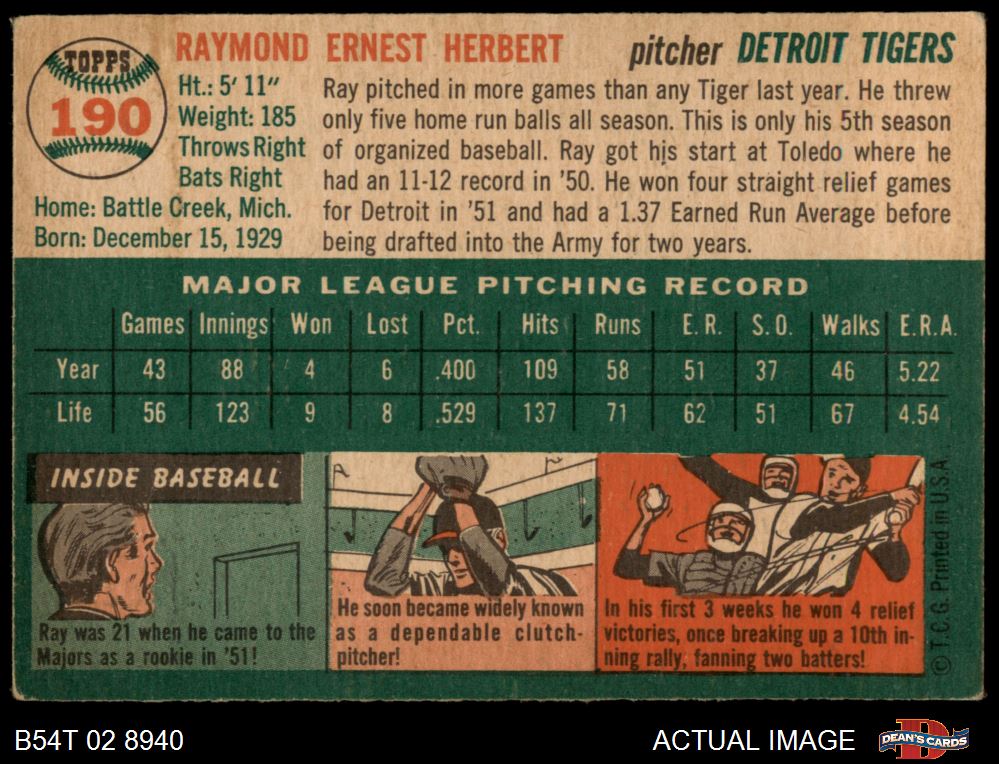 TOPPS
190
RAYMOND ERNEST HERBERT pitcher DETROIT TIGERS
Ht.: 5' 11"
Weight: 185
Throws Right
Bats Right
Home: Battle Creek, Mich.
Born: December 15, 1929
Ray pitched in more games than any Tiger last year. He threw
only five home run balls all season. This is only his 5th season
of organized baseball. Ray got his start at Toledo where he
had an 11-12 record in '50. He won four straight relief games
for Detroit in '51 and had a 1.37 Earned Run Average before
being drafted into the Army for two years.
MAJOR LEAGUE PITCHING RECORD
Games Innings Won Lost Pct. Hits Runs E. R. S. O. Walks E.R.A.
Year 43 88 4 6 .400 109 58 51 37 46 5.22
Life 56 123 9 8 .529 137 71 62 51 67 4.54
INSIDE BASEBALL
Ray was 21 when he came to the
Majors as a rookie in '51!
He soon became widely known
as a dependable clutch-
pitcher!
In his first 3 weeks he won 4 relief
victories, once breaking up a 10th in-
ning rally, fanning two batters!
© T.C.G. Printed in U.S.A.
B54T 02 8940
ACTUAL IMAGE
D
DEAN'S CARDS